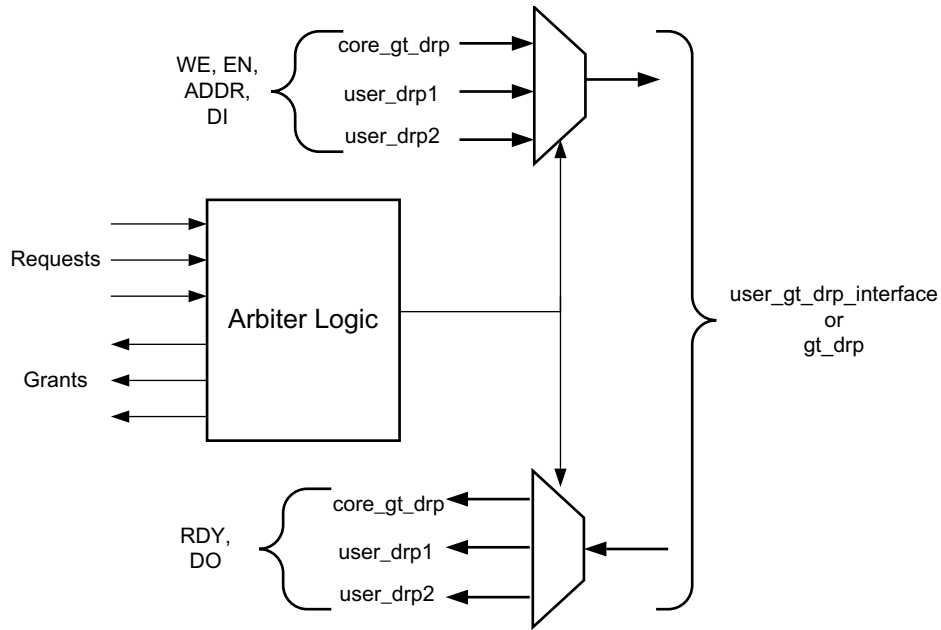 core_gt_drp
WE, EN,
ADDR,
DI
user_drp1
user_drp2
Requests
Arbiter Logic
Grants
user_gt_drp_interface
or
gt_drp
core_gt_drp
RDY,
DO
user_drp1
user_drp2